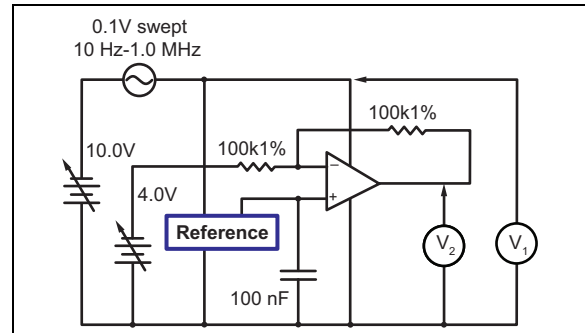 0.1V swept
10 Hz-1.0 MHz
100k1%
100k1%
10.0V
4.0V
−
+
Reference
V2
V1
100 nF